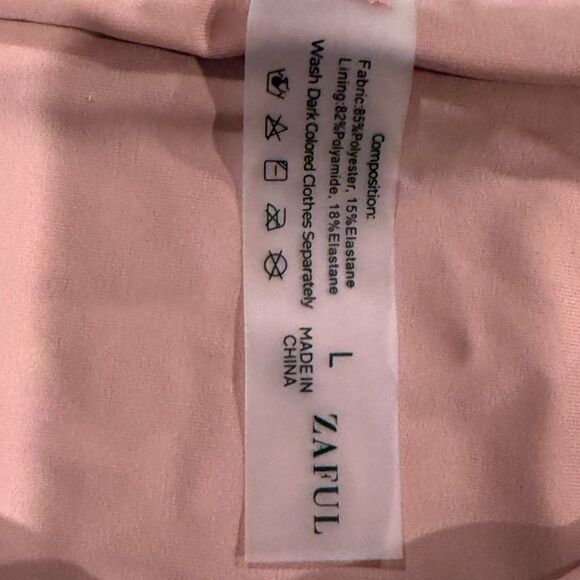 Composition:
Fabric:85%Polyester, 15%Elastane
Lining:82%Polyamide, 18%Elastane
Wash Dark Colored Clothes Separately
L
MADE IN
CHINA
ZAFUL